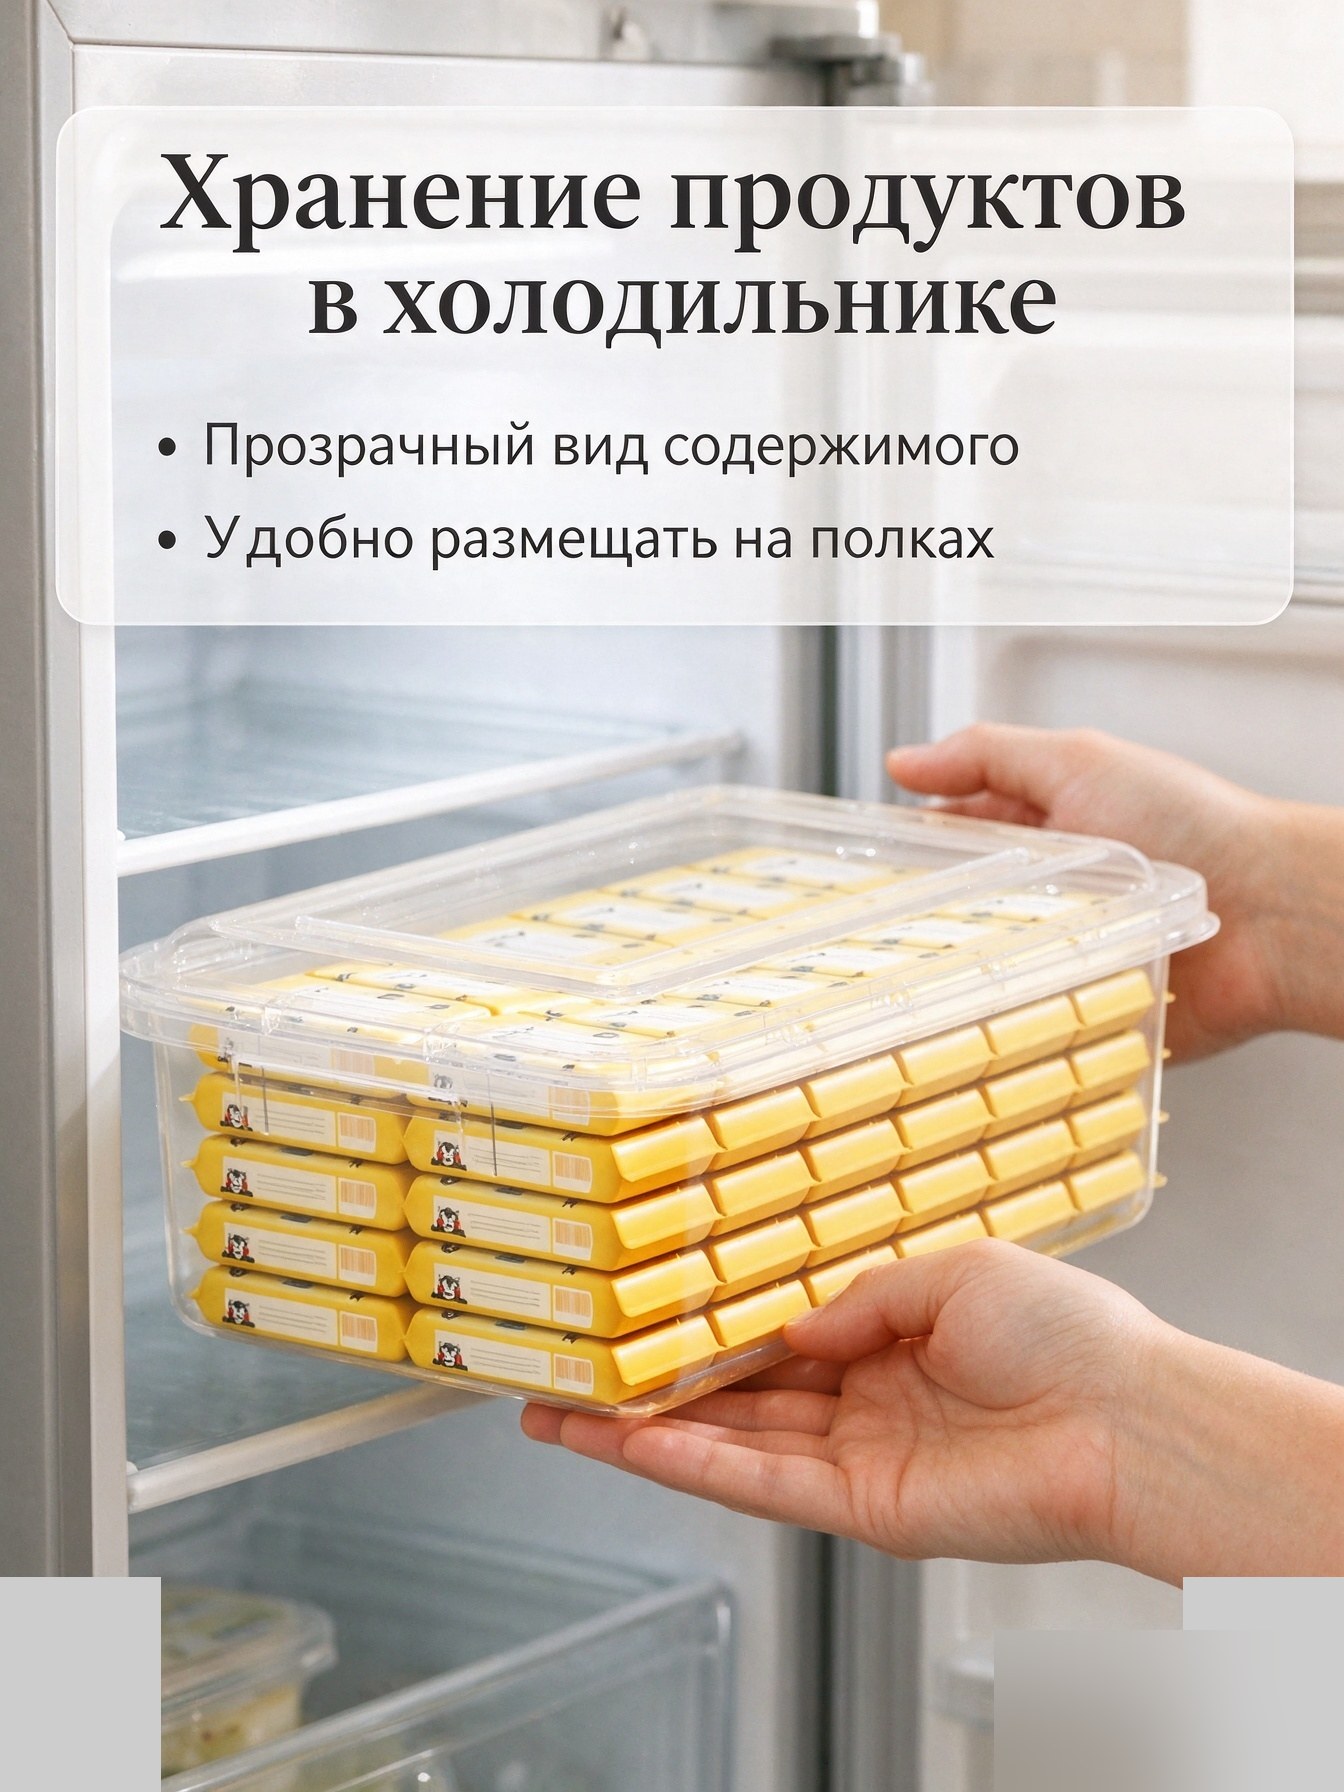 Хранение продуктов
в холодильнике
• Прозрачный вид содержимого
• Удобно размещать на полках